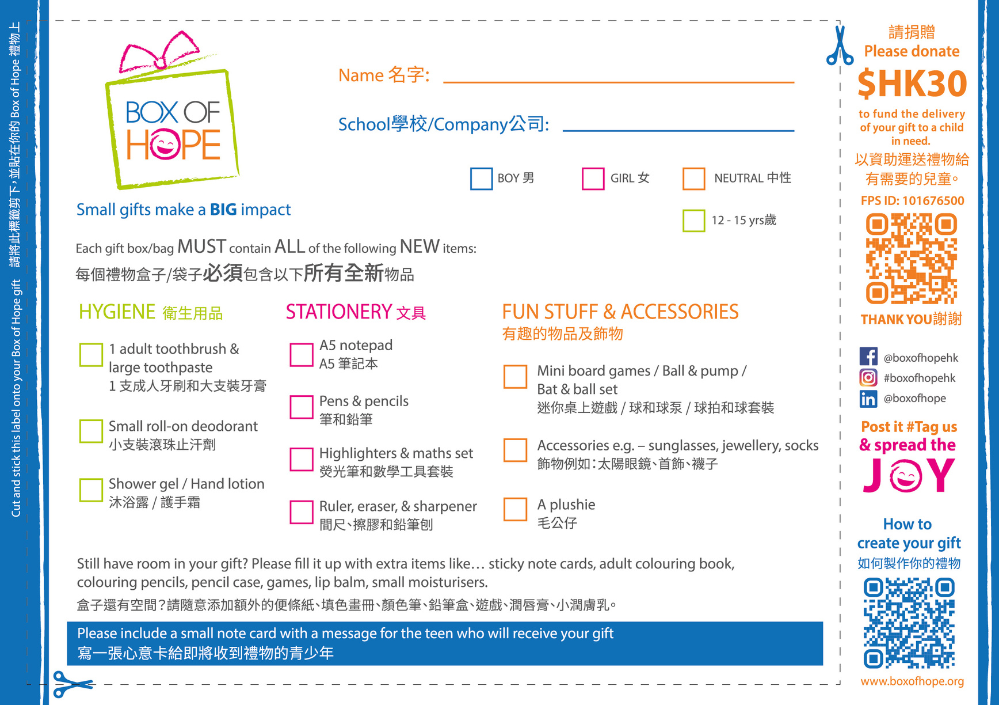 請將此標籤剪下，並貼在你的 Box of Hope 禮物上
Cut and stick this label onto your Box of Hope gift
BOX OF
HOPE
Small gifts make a BIG impact
Name 名字:
School學校/Company公司:
BOY 男
GIRL 女
NEUTRAL 中性
12 - 15 yrs歲
Each gift box/bag MUST contain ALL of the following NEW items:
每個禮物盒子/袋子必須包含以下所有全新物品
HYGIENE 衛生用品
1 adult toothbrush &
large toothpaste
1 支成人牙刷和大支裝牙膏
Small roll-on deodorant
小支裝滾珠止汗劑
Shower gel / Hand lotion
沐浴露 / 護手霜
STATIONERY 文具
A5 notepad
A5 筆記本
Pens & pencils
筆和鉛筆
Highlighters & maths set
熒光筆和數學工具套裝
Ruler, eraser, & sharpener
間尺、擦膠和鉛筆刨
FUN STUFF & ACCESSORIES
有趣的物品及飾物
Mini board games / Ball & pump /
Bat & ball set
迷你桌上遊戲 / 球和球泵 / 球拍和球套裝
Accessories e.g. – sunglasses, jewellery, socks
飾物例如：太陽眼鏡、首飾、襪子
A plushie
毛公仔
Still have room in your gift? Please fill it up with extra items like… sticky note cards, adult colouring book,
colouring pencils, pencil case, games, lip balm, small moisturisers.
盒子還有空間？請隨意添加額外的便條紙、填色畫冊、顏色筆、鉛筆盒、遊戲、潤唇膏、小潤膚乳。
Please include a small note card with a message for the teen who will receive your gift
寫一張心意卡給即將收到禮物的青少年
請捐贈
Please donate
$HK30
to fund the delivery
of your gift to a child
in need.
以資助運送禮物給
有需要的兒童。
FPS ID: 101676500
THANK YOU謝謝
@boxofhopehk
#boxofhopehk
@boxofhope
Post it #Tag us
& spread the
JOY
How to
create your gift
如何製作你的禮物
www.boxofhope.org